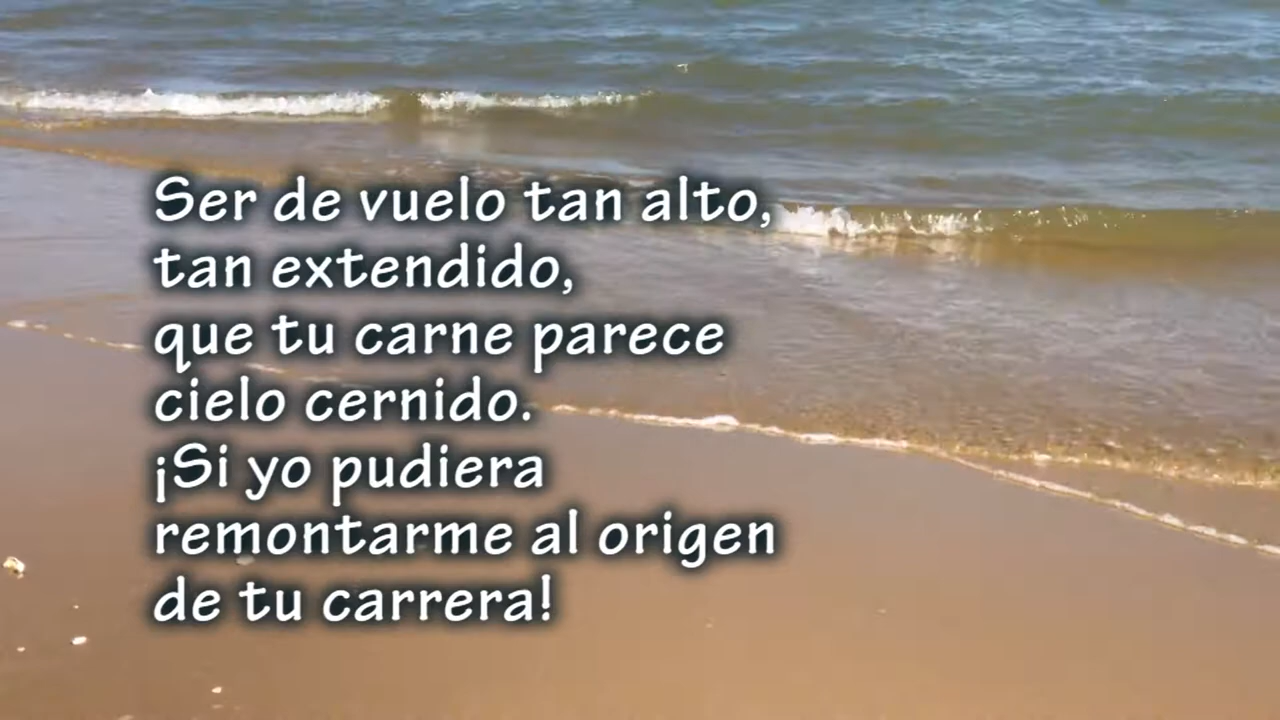 Ser de vuelo tan alto,
tan extendido,
que tu carne parece
cielo cernido.
¡Si yo pudiera
remontarme al origen
de tu carrera!